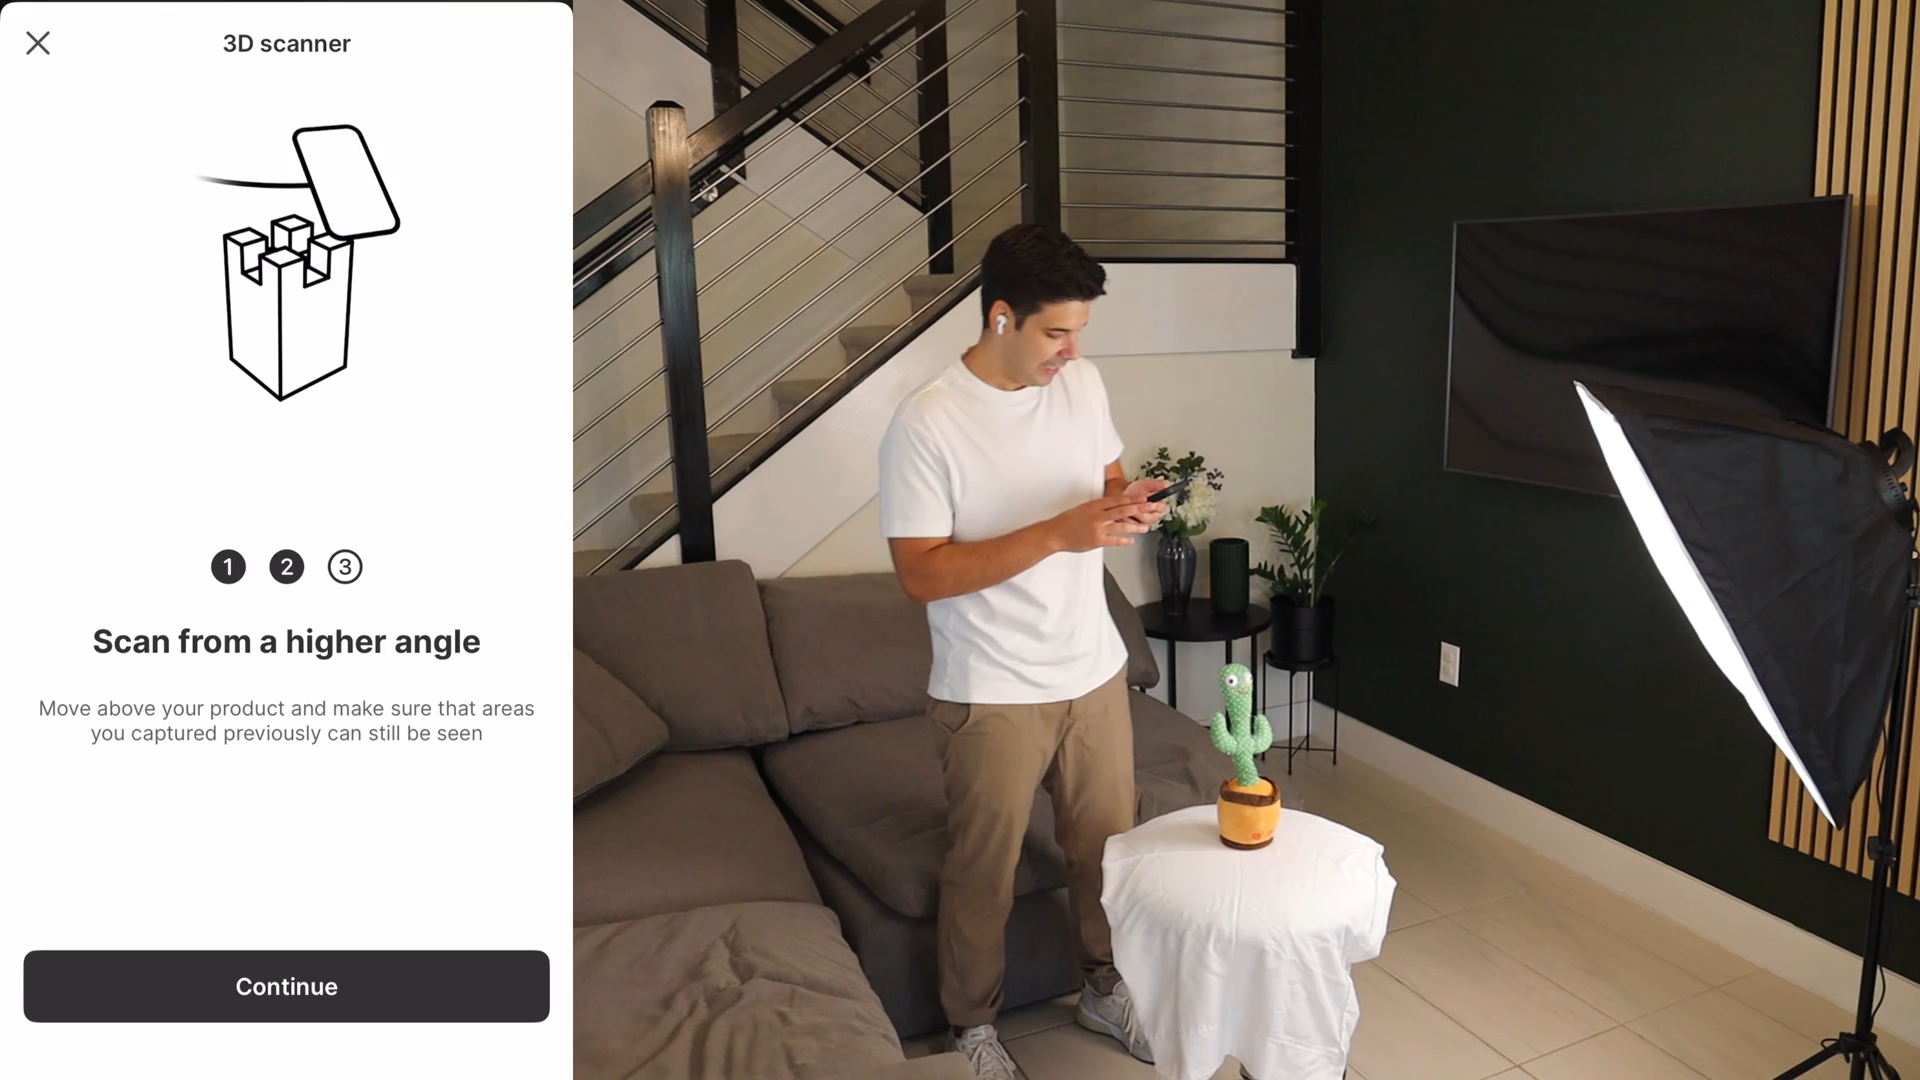 3D scanner
1 2 3
Scan from a higher angle
Move above your product and make sure that areas
you captured previously can still be seen
Continue